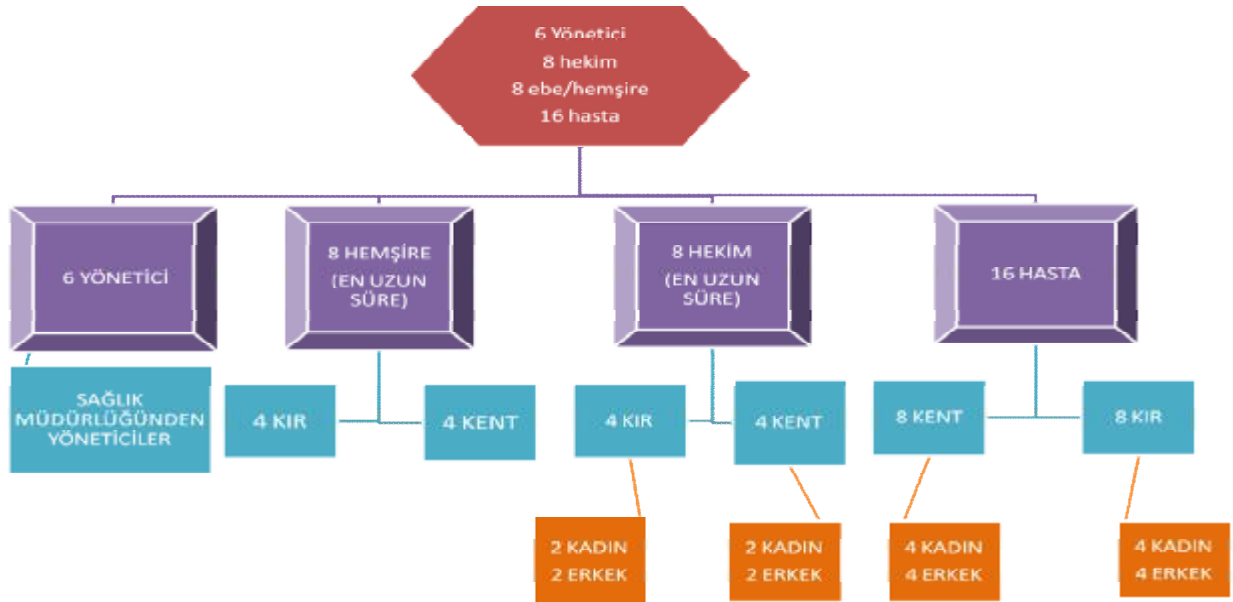 6 Yönetici
8 hekim
8 ebe/hemşire
16 hasta
6 YÖNETİCİ
8 HEMŞİRE
(EN UZUN
SÜRE)
8 HEKİM
(EN UZUN
SÜRE)
16 HASTA
SAĞLIK
MÜDÜRLÜĞÜNDEN
YÖNETİCİLER
4 KIR
4 KENT
4 KIR
4 KENT
8 KENT
8 KIR
2 KADIN
2 ERKEK
2 KADIN
2 ERKEK
4 KADIN
4 ERKEK
4 KADIN
4 ERKEK